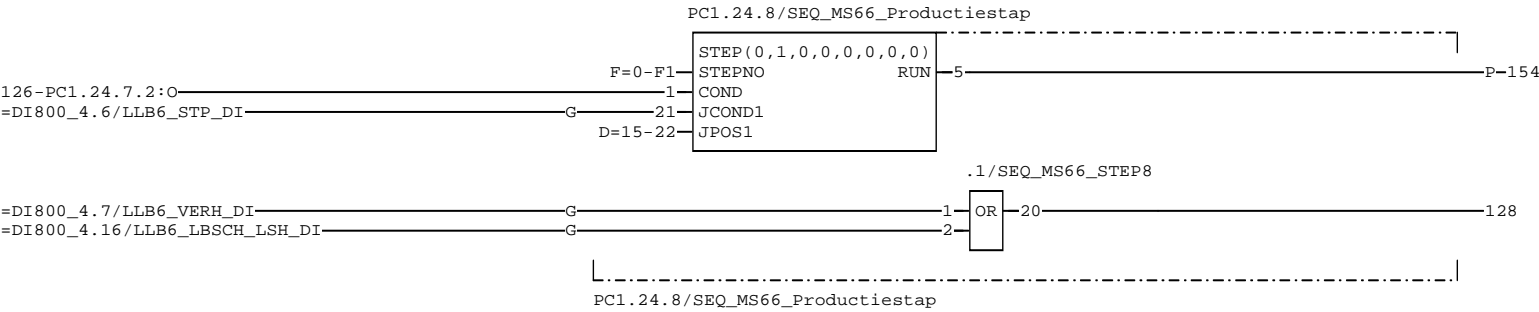 PC1.24.8/SEQ_MS66_Productiestap
STEP(0,1,0,0,0,0,0,0)
F=0-F1 STEPNO RUN 5 P-154
126-PC1.24.7.2:O 1 COND
=DI800_4.6/LLB6_STP_DI G 21 JCOND1
D=15-22 JPOS1
.1/SEQ_MS66_STEP8
=DI800_4.7/LLB6_VERH_DI G 1 OR 20 128
=DI800_4.16/LLB6_LBSCH_LSH_DI G 2
PC1.24.8/SEQ_MS66_Productiestap